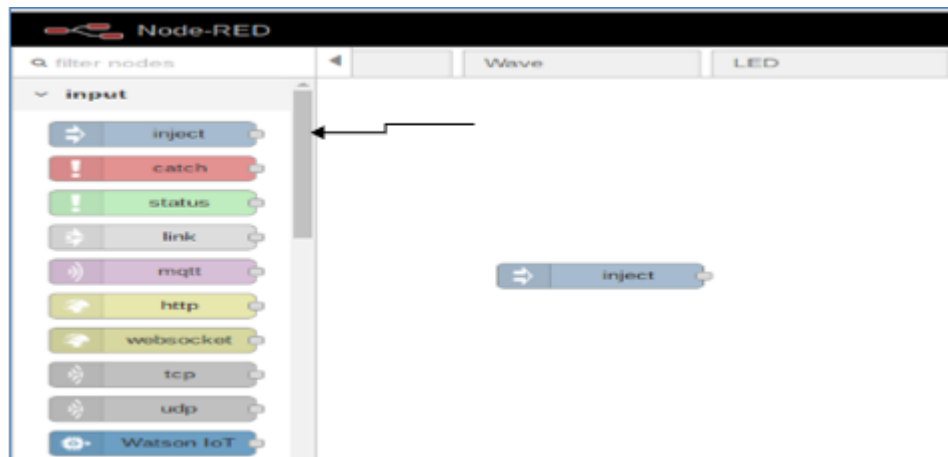 Node-RED
filter nodes
Wave
LED
input
inject
catch
status
link
mqtt
http
websocket
tcp
udp
Watson IoT
inject